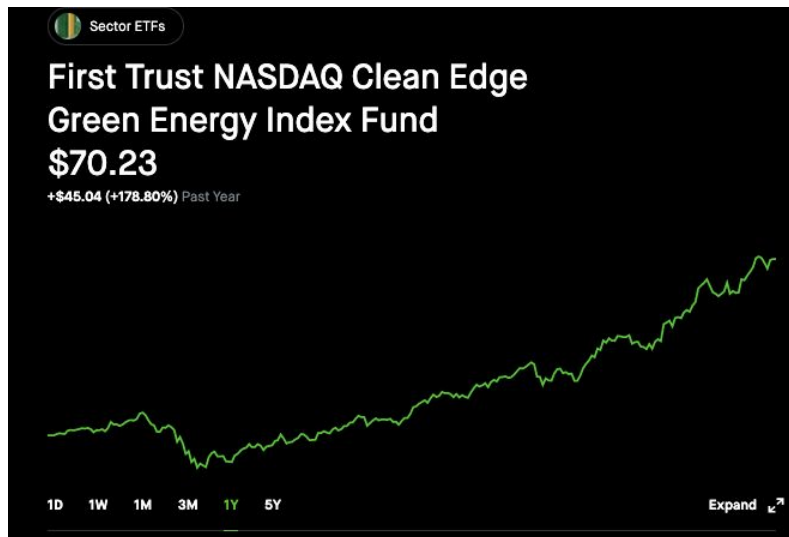 Sector ETFs
First Trust NASDAQ Clean Edge
Green Energy Index Fund
$70.23
+$45.04 (+178.80%) Past Year
1D 1W 1M 3M 1Y 5Y Expand